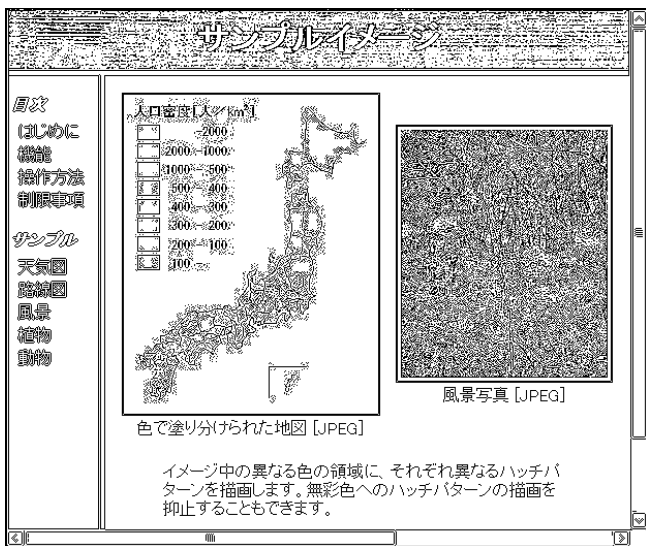 サンプルイメージ
目次
はじめに
機能
操作方法
制限事項
サンプル
天気図
路線図
風景
植物
動物
人口密度[人/km²]
-2000
2000-1000
1000-500
500-400
400-300
300-200
200-100
100-
色で塗り分けられた地図 [JPEG]
風景写真 [JPEG]
イメージ中の異なる色の領域に、それぞれ異なるハッチパ
ターンを描画します。無彩色へのハッチパターンの描画を
抑止することもできます。